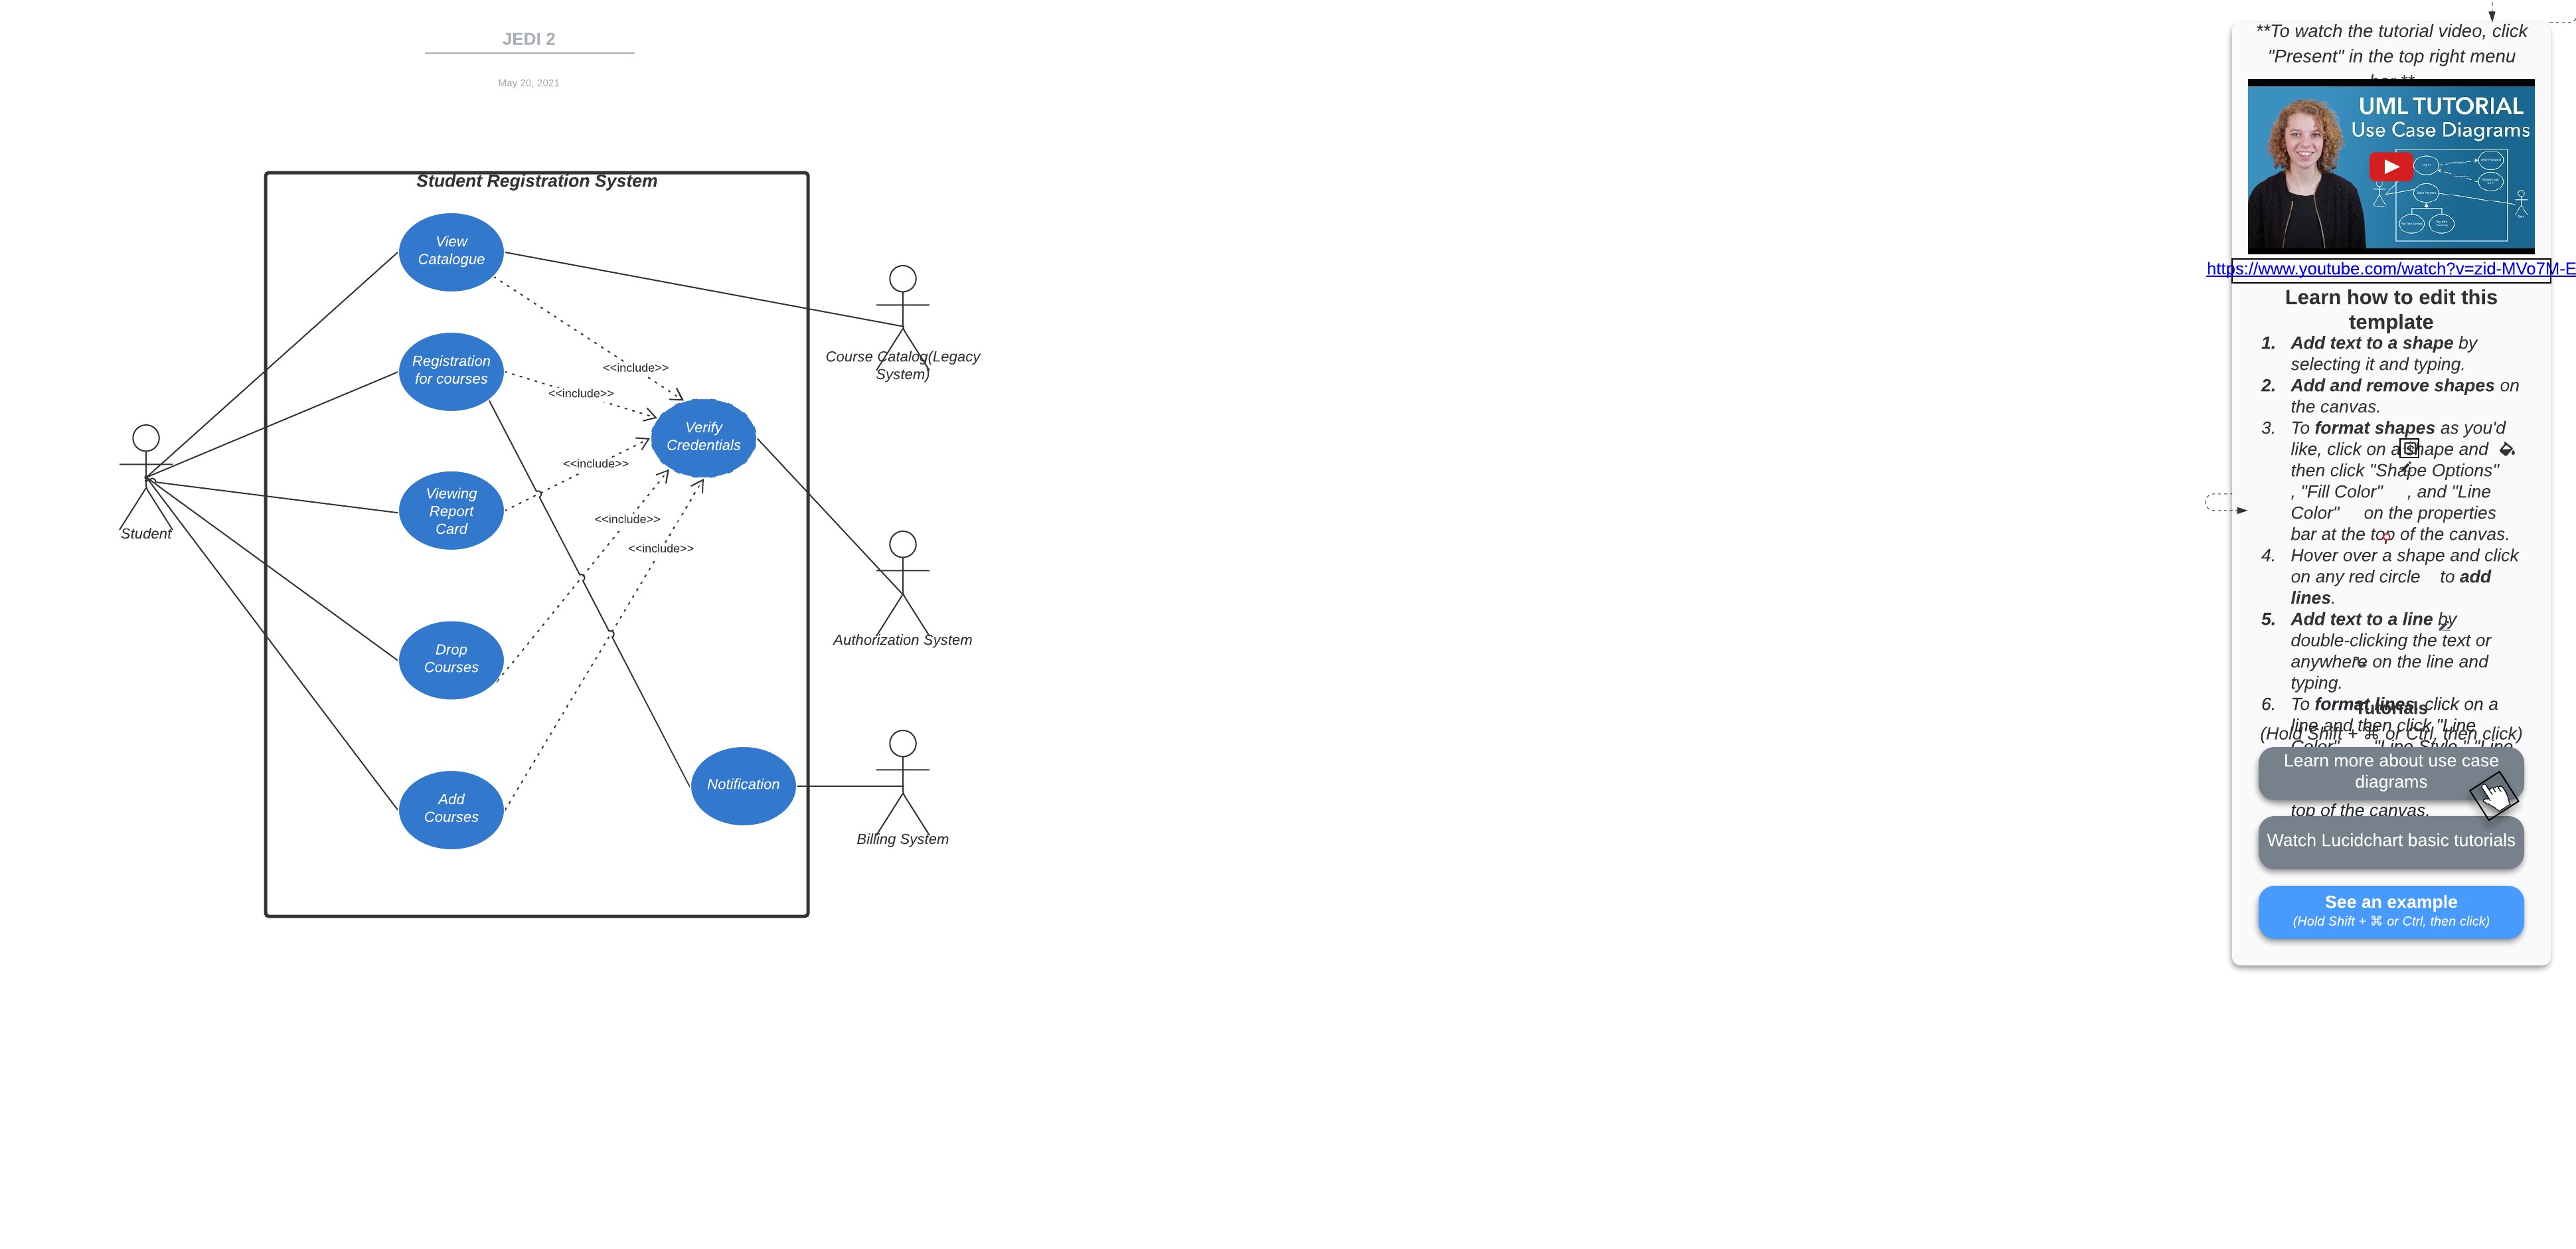 JEDI 2
May 20, 2021
Student Registration System
View
Catalogue
Registration
for courses
Viewing
Report
Card
Drop
Courses
Add
Courses
<<include>>
<<include>>
<<include>>
<<include>>
<<include>>
Verify
Credentials
Notification
Student
Course Catalog(Legacy
System)
Authorization System
Billing System
**To watch the tutorial video, click
"Present" in the top right menu
UML TUTORIAL
Use Case Diagrams
https://www.youtube.com/watch?v=zid-MVo7M-E
Learn how to edit this
template
1. Add text to a shape by
selecting it and typing.
2. Add and remove shapes on
the canvas.
3. To format shapes as you'd
like, click on a shape and
then click "Shape Options"
, "Fill Color" , and "Line
Color" on the properties
bar at the top of the canvas.
4. Hover over a shape and click
on any red circle to add
lines.
5. Add text to a line by
double-clicking the text or
anywhere on the line and
typing.
6. To format lines, click on a
line and then click "Line
Tutorials
(Hold Shift + ⌘ or Ctrl, then click)
Learn more about use case
diagrams
top of the canvas.
Watch Lucidchart basic tutorials
See an example
(Hold Shift + ⌘ or Ctrl, then click)